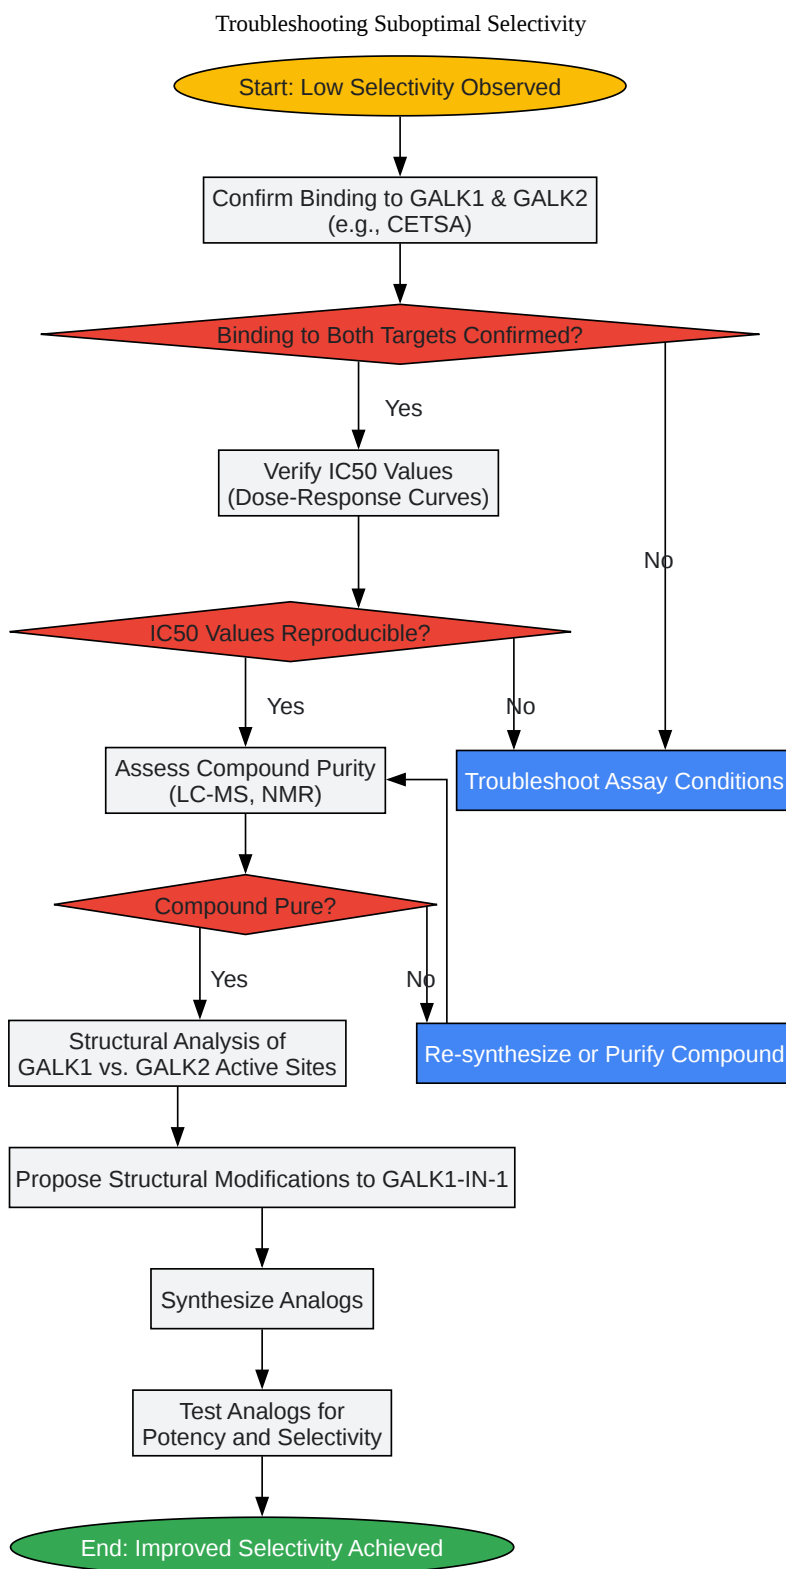 Troubleshooting Suboptimal Selectivity
Start: Low Selectivity Observed
Confirm Binding to GALK1 & GALK2
(e.g., CETSA)
Binding to Both Targets Confirmed?
Yes
Verify IC50 Values
(Dose-Response Curves)
No
IC50 Values Reproducible?
Yes
No
Assess Compound Purity
(LC-MS, NMR)
Troubleshoot Assay Conditions
Compound Pure?
Yes
No
Structural Analysis of
GALK1 vs. GALK2 Active Sites
Re-synthesize or Purify Compound
Propose Structural Modifications to GALK1-IN-1
Synthesize Analogs
Test Analogs for
Potency and Selectivity
End: Improved Selectivity Achieved